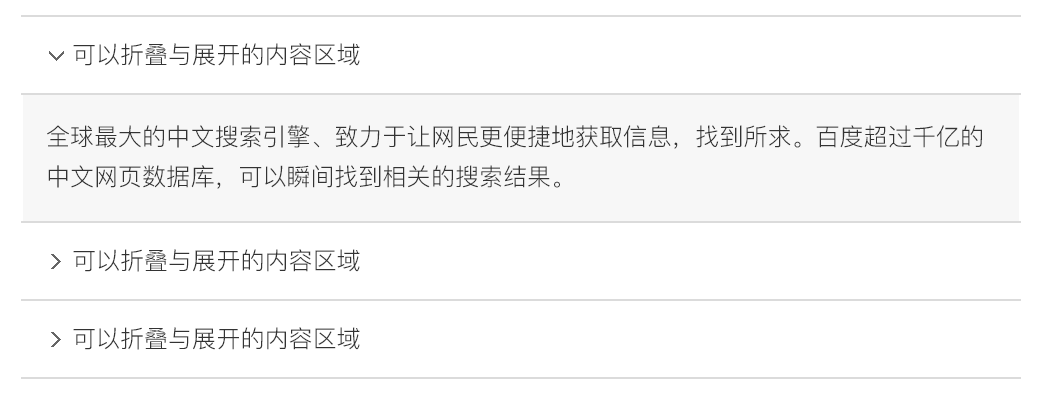 可以折叠与展开的内容区域
全球最大的中文搜索引擎、致力于让网民更便捷地获取信息，找到所求。百度超过千亿的
中文网页数据库，可以瞬间找到相关的搜索结果。
可以折叠与展开的内容区域
可以折叠与展开的内容区域